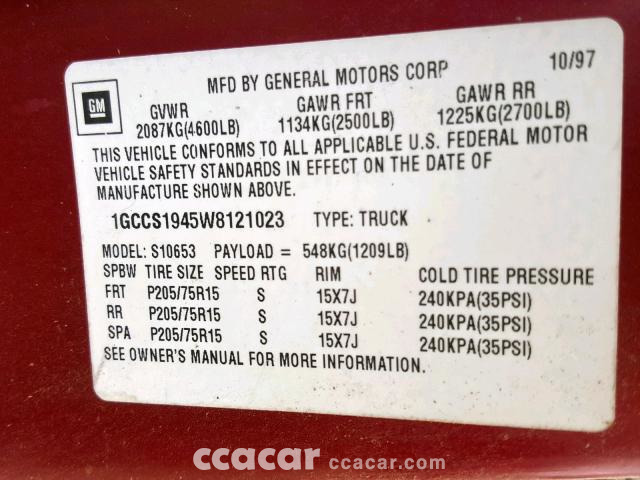 GM
MFD BY GENERAL MOTORS CORP 10/97
GVWR GAWR FRT GAWR RR
2087KG(4600LB) 1134KG(2500LB) 1225KG(2700LB)
THIS VEHICLE CONFORMS TO ALL APPLICABLE U.S. FEDERAL MOTOR
VEHICLE SAFETY STANDARDS IN EFFECT ON THE DATE OF
MANUFACTURE SHOWN ABOVE.
1GCCS1945W8121023 TYPE: TRUCK
MODEL: S10653 PAYLOAD = 548KG(1209LB)
SPBW TIRE SIZE SPEED RTG RIM COLD TIRE PRESSURE
FRT P205/75R15 S 15X7J 240KPA(35PSI)
RR P205/75R15 S 15X7J 240KPA(35PSI)
SPA P205/75R15 S 15X7J 240KPA(35PSI)
SEE OWNER'S MANUAL FOR MORE INFORMATION.
ccacar ccacar.com